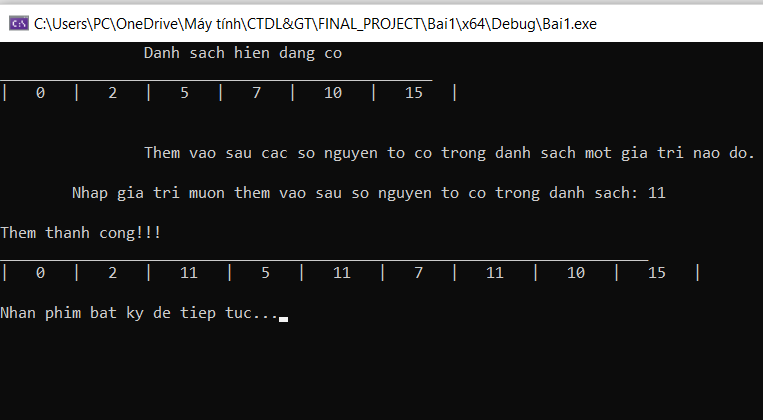 C:\Users\PC\OneDrive\Máy tính\CTDL&GT\FINAL_PROJECT\Bai1\x64\Debug\Bai1.exe
Danh sach hien dang co
| 0 | 2 | 5 | 7 | 10 | 15 |
Them vao sau cac so nguyen to co trong danh sach mot gia tri nao do.
Nhap gia tri muon them vao sau so nguyen to co trong danh sach: 11
Them thanh cong!!!
| 0 | 2 | 11 | 5 | 11 | 7 | 11 | 10 | 15 |
Nhan phim bat ky de tiep tuc...